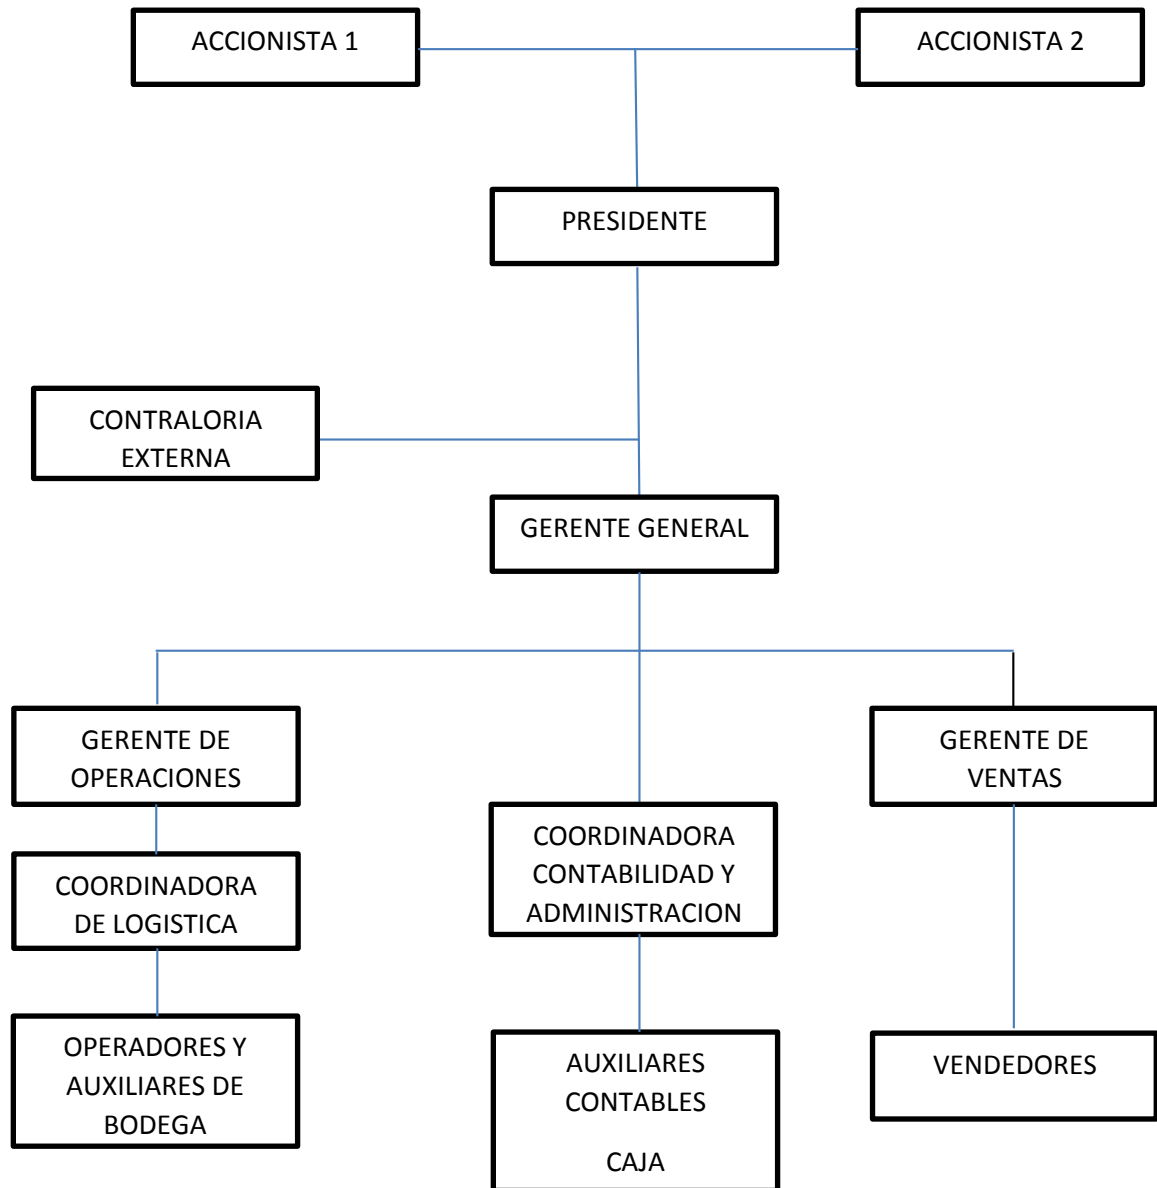 ACCIONISTA 1
ACCIONISTA 2
PRESIDENTE
CONTRALORIA
EXTERNA
GERENTE GENERAL
GERENTE DE
OPERACIONES
GERENTE DE
VENTAS
COORDINADORA
DE LOGISTICA
COORDINADORA
CONTABILIDAD Y
ADMINISTRACION
OPERADORES Y
AUXILIARES DE
BODEGA
AUXILIARES
CONTABLES
CAJA
VENDEDORES